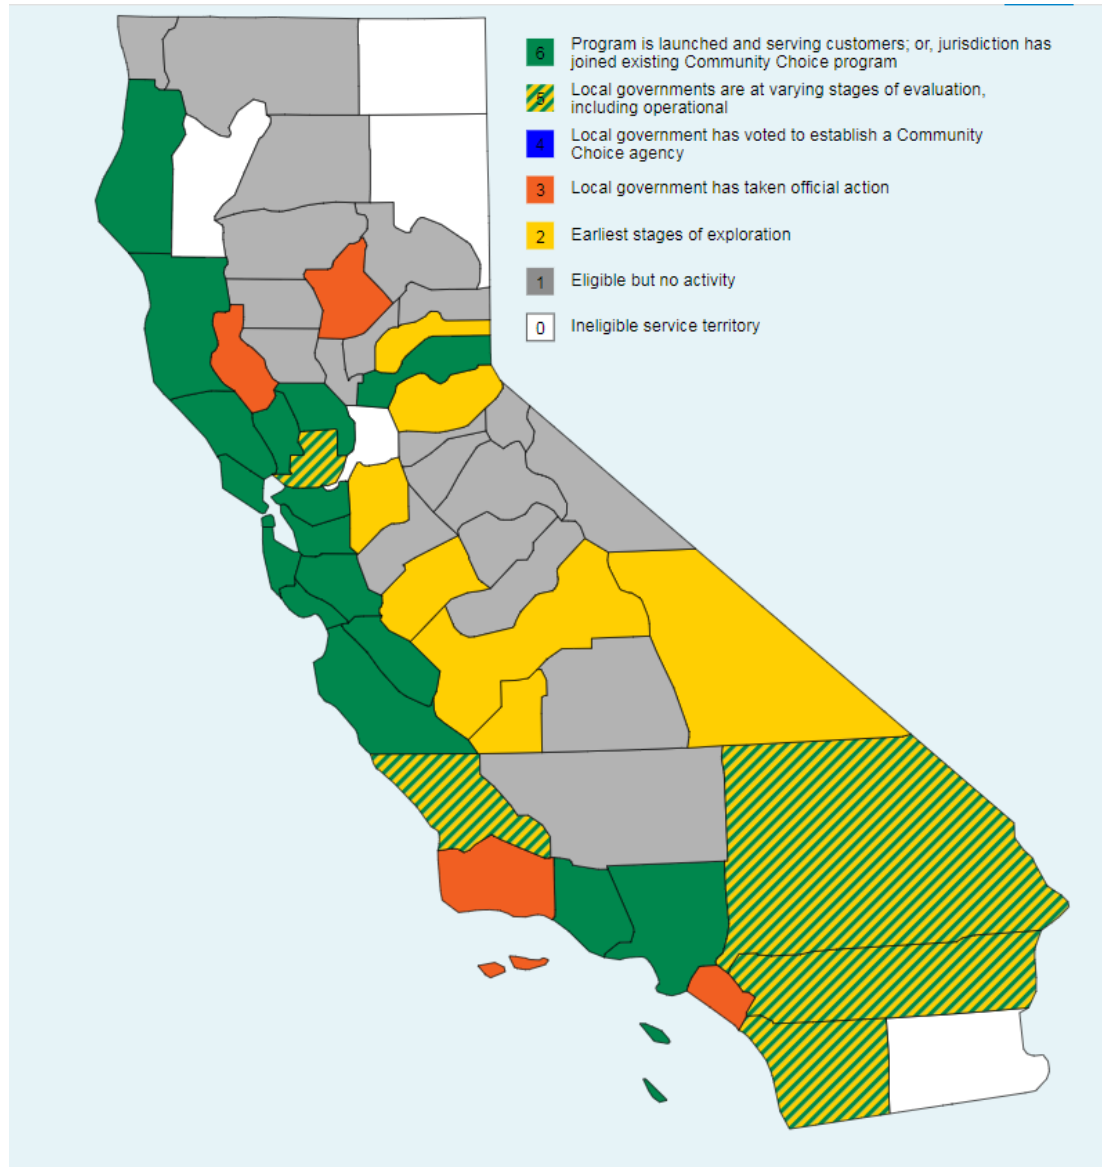 6 Program is launched and serving customers; or, jurisdiction has
joined existing Community Choice program
5 Local governments are at varying stages of evaluation,
including operational
4 Local government has voted to establish a Community
Choice agency
3 Local government has taken official action
2 Earliest stages of exploration
1 Eligible but no activity
0 Ineligible service territory